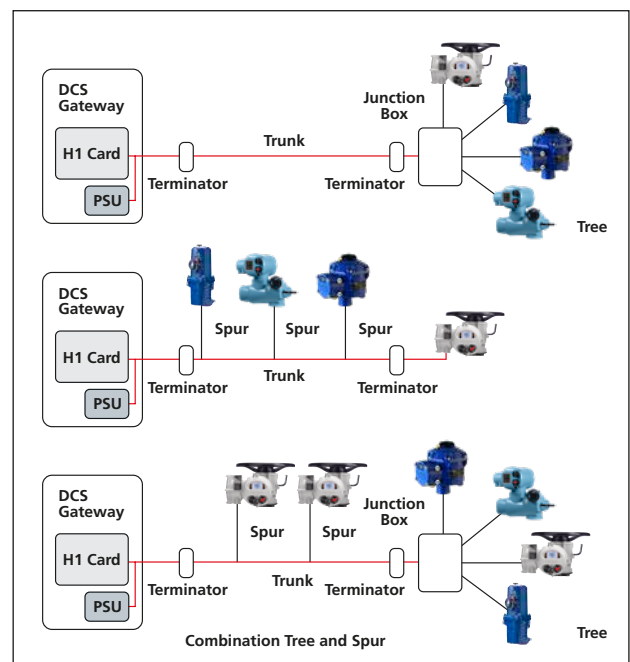 DCS
Gateway
H1 Card
PSU
Terminator
Trunk
Terminator
Junction
Box
Tree
DCS
Gateway
H1 Card
PSU
Terminator
Spur
Spur
Spur
Trunk
Terminator
DCS
Gateway
H1 Card
PSU
Terminator
Spur
Spur
Trunk
Terminator
Junction
Box
Tree
Combination Tree and Spur